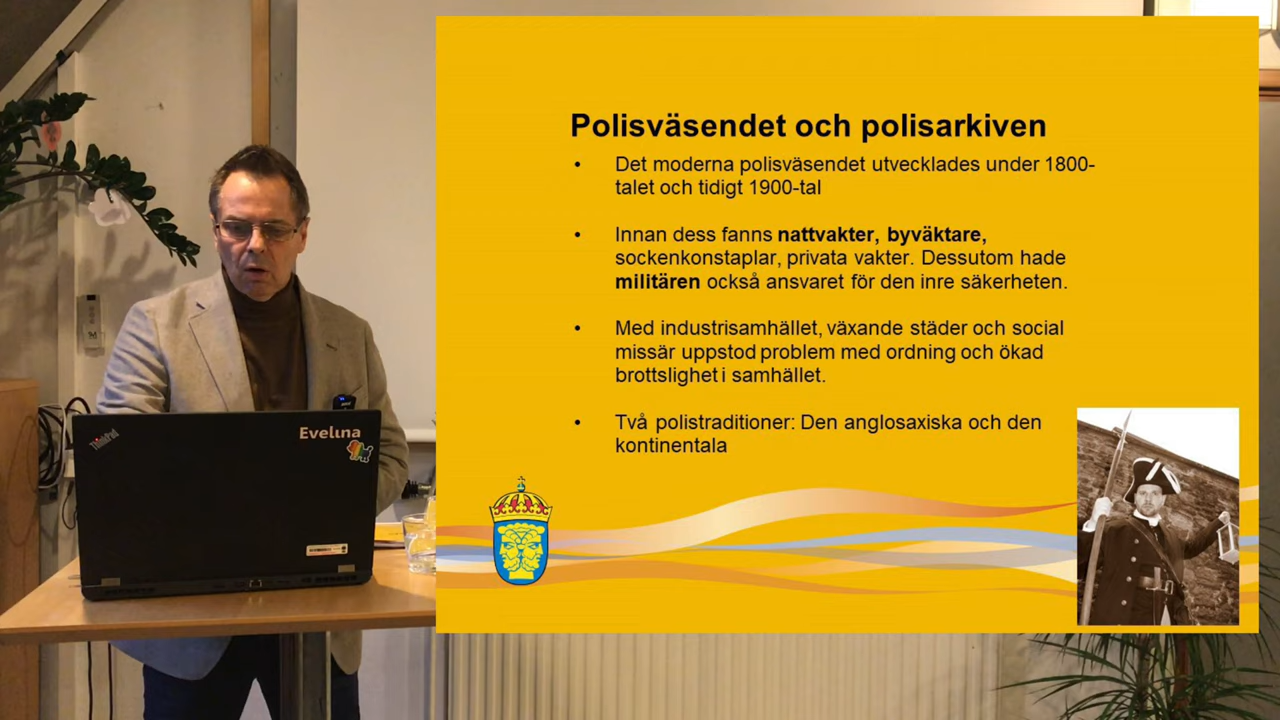 Polisväsendet och polisarkiven
• Det moderna polisväsendet utvecklades under 1800-
talet och tidigt 1900-tal
• Innan dess fanns nattvakter, byväktare,
sockenkonstaplar, privata vakter. Dessutom hade
militären också ansvaret för den inre säkerheten.
• Med industrisamhället, växande städer och social
missär uppstod problem med ordning och ökad
brottslighet i samhället.
• Två polistraditioner: Den anglosaxiska och den
kontinentala
ThinkPad
Evelina